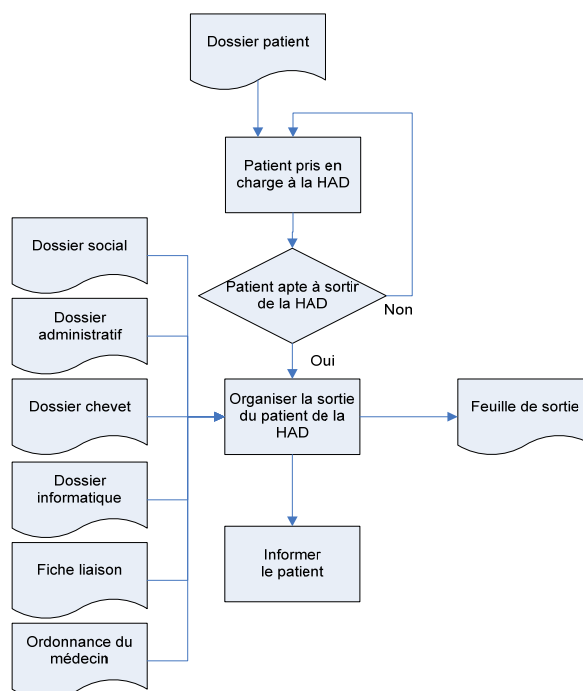 Dossier patient
Patient pris en
charge à la HAD
Dossier social
Patient apte à sortir
de la HAD
Non
Dossier
administratif
Oui
Dossier chevet
Organiser la sortie
du patient de la
HAD
Feuille de sortie
Dossier
informatique
Informer
le patient
Fiche liaison
Ordonnance du
médecin